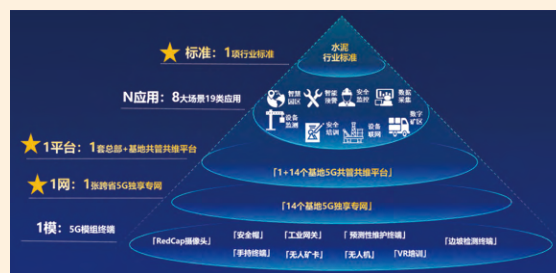 标准：1项行业标准
水泥
行业标准
N应用：8大场景19类应用
智慧
园区
智能
预警
安全
监控
数据
采集
设备
监测
安全
培训
设备
联网
数字
矿区
1平台：1套总部+基地共管共维平台
「1+14个基地5G共管共维平台」
1网：1张跨省5G独享专网
「14个基地5G独享专网」
1模：5G模组终端
「RedCap摄像头」
「安全帽」
「工业网关」
「预测性维护终端」
「边坡检测终端」
「手持终端」
「无人矿卡」
「无人机」
「VR培训」